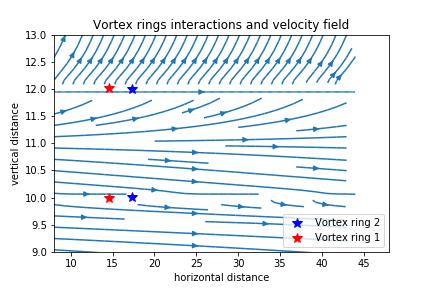 Vortex rings interactions and velocity field
13.0
12.5
12.0
11.5
11.0
10.5
10.0
9.5
9.0
vertical distance
10 15 20 25 30 35 40 45
horizontal distance
Vortex ring 2
Vortex ring 1